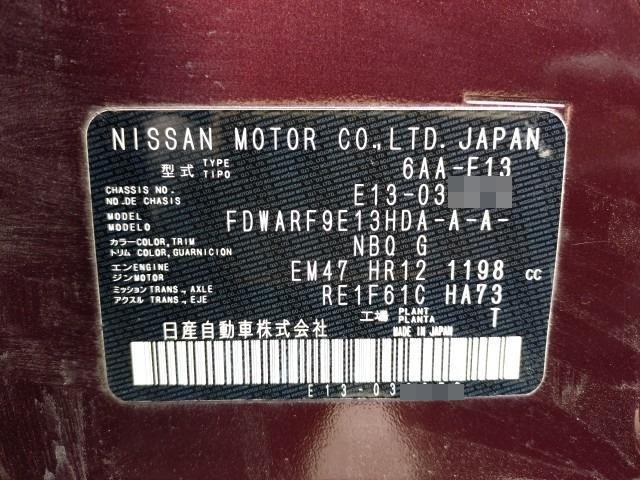 NISSAN MOTOR CO.,LTD. JAPAN
型式 TYPE TIPO 6AA-E13
CHASSIS NO. NO. DE CHASIS E13-03
MODEL MODELO FDWARF9E13HDA-A-A-
カラー COLOR, TRIM トリム COLOR, GUARNICION NBQ G
エンジン ENGINE MOTOR EM47 HR12 1198 cc
ミッション TRANS., AXLE アクスル TRANS., EJE RE1F61C HA73
工場 PLANT PLANTA T
日産自動車株式会社 MADE IN JAPAN
E13-03